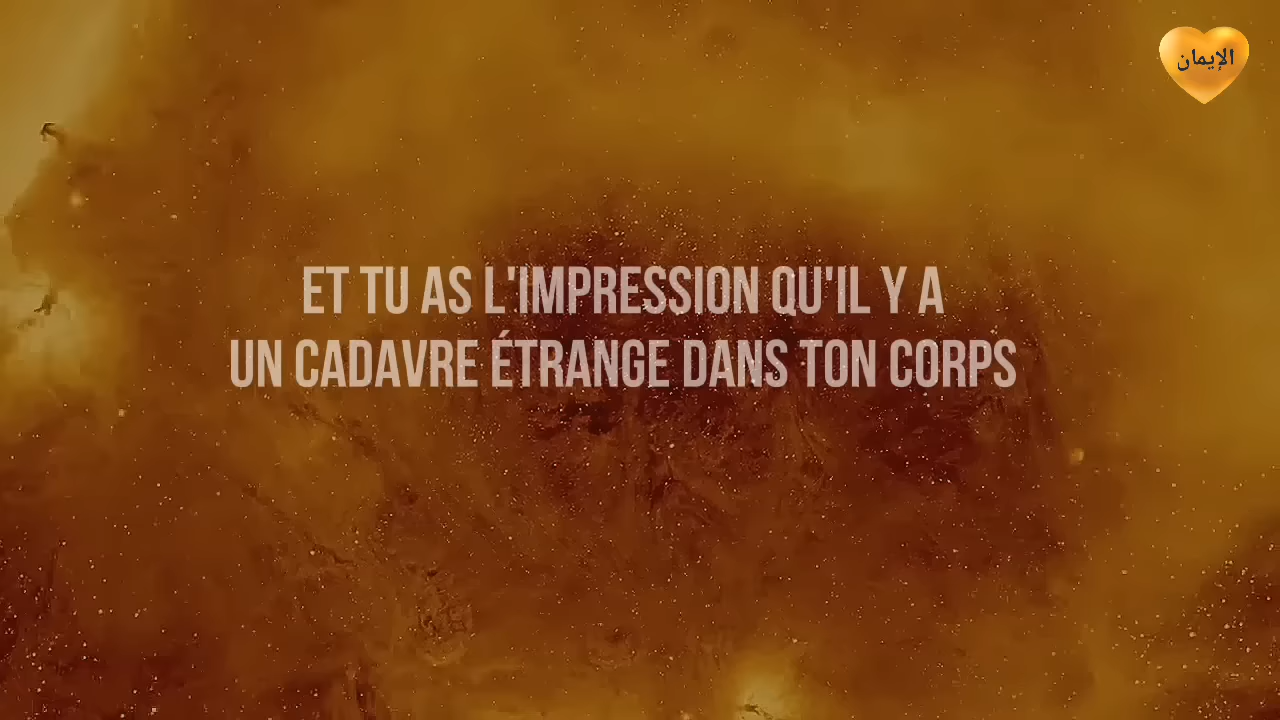 الإيمان
ET TU AS L'IMPRESSION QU'IL Y A
UN CADAVRE ÉTRANGE DANS TON CORPS